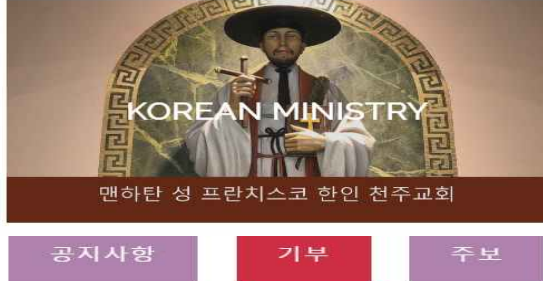 KOREAN MINISTRY
맨하탄 성 프란치스코 한인 천주교회
공지사항
기부
주보